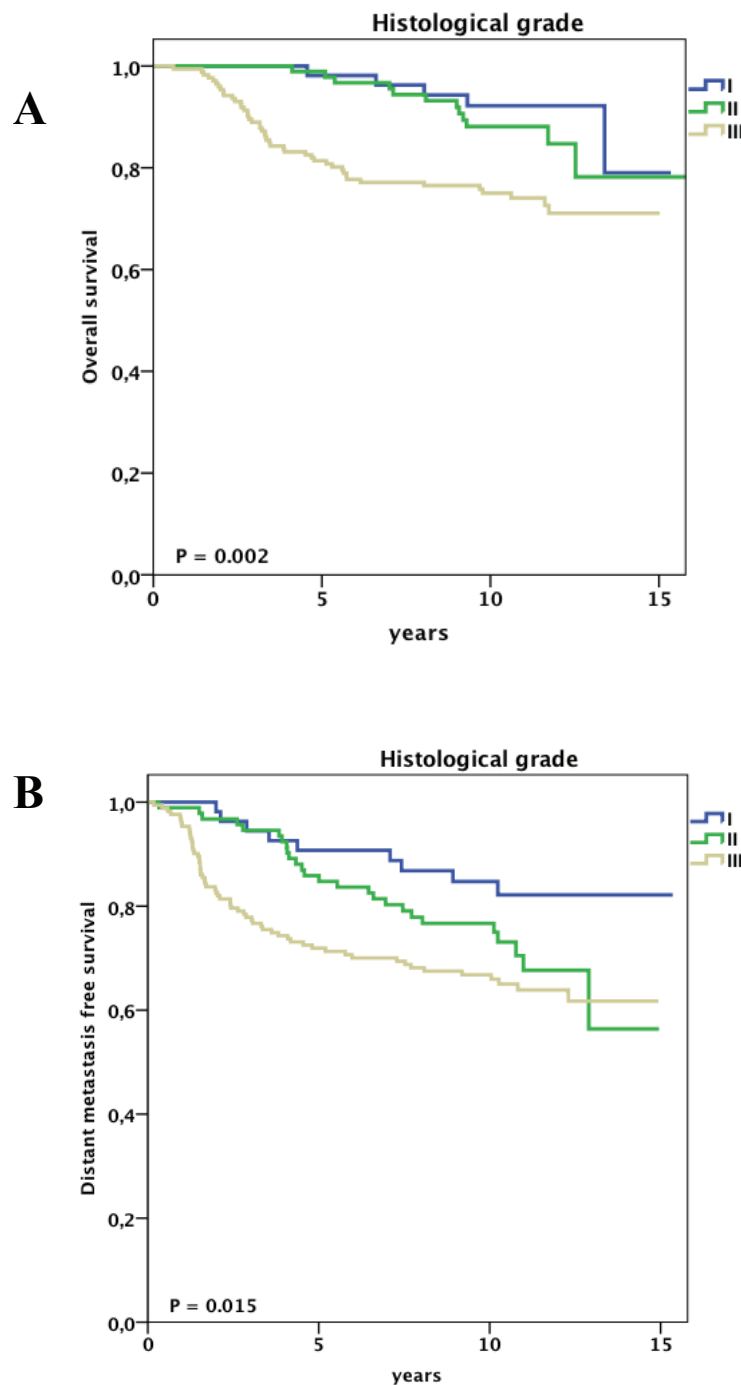 Histological grade
A
1,0
0,8
0,6
0,4
0,2
0,0
Overall survival
I
II
III
P = 0.002
0 5 10 15
years
Histological grade
B
1,0
0,8
0,6
0,4
0,2
0,0
Distant metastasis free survival
I
II
III
P = 0.015
0 5 10 15
years